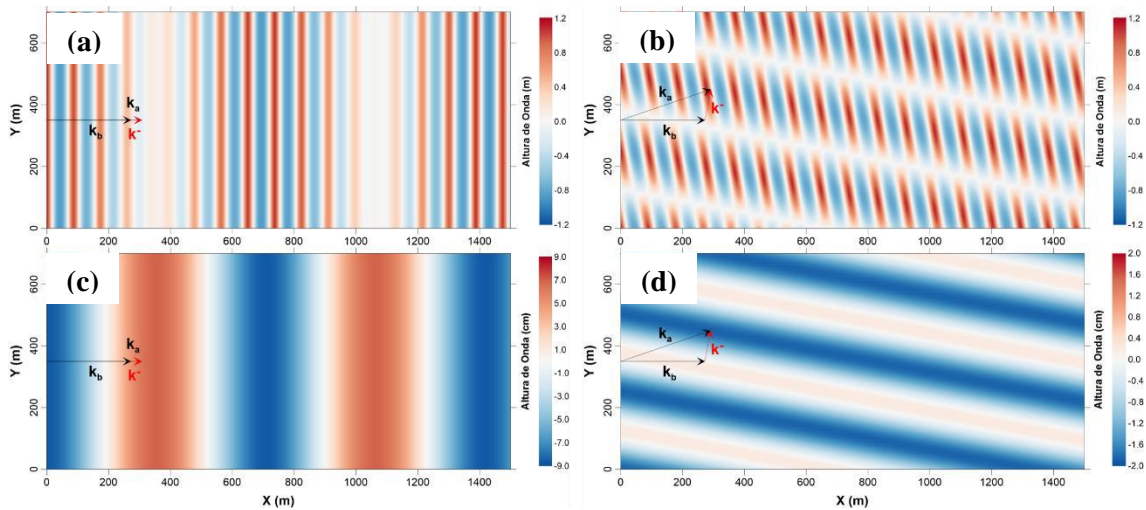 (a)
Y (m)
600
400
200
0
k_a
k_b
k^-
0 200 400 600 800 1000 1200 1400
1.2
0.8
0.4
0.0
-0.4
-0.8
-1.2
Altura de Onda (m)
(b)
Y (m)
600
400
200
0
k_a
k_b
k^-
0 200 400 600 800 1000 1200 1400
1.2
0.8
0.4
0.0
-0.4
-0.8
-1.2
Altura de Onda (m)
(c)
Y (m)
600
400
200
0
k_a
k_b
k^-
0 200 400 600 800 1000 1200 1400
X (m)
9.0
7.0
5.0
3.0
1.0
-1.0
-3.0
-5.0
-7.0
-9.0
Altura de Onda (cm)
(d)
Y (m)
600
400
200
0
k_a
k_b
k^-
0 200 400 600 800 1000 1200 1400
X (m)
2.0
1.6
1.2
0.8
0.4
0.0
-0.4
-0.8
-1.2
-1.6
-2.0
Altura de Onda (cm)